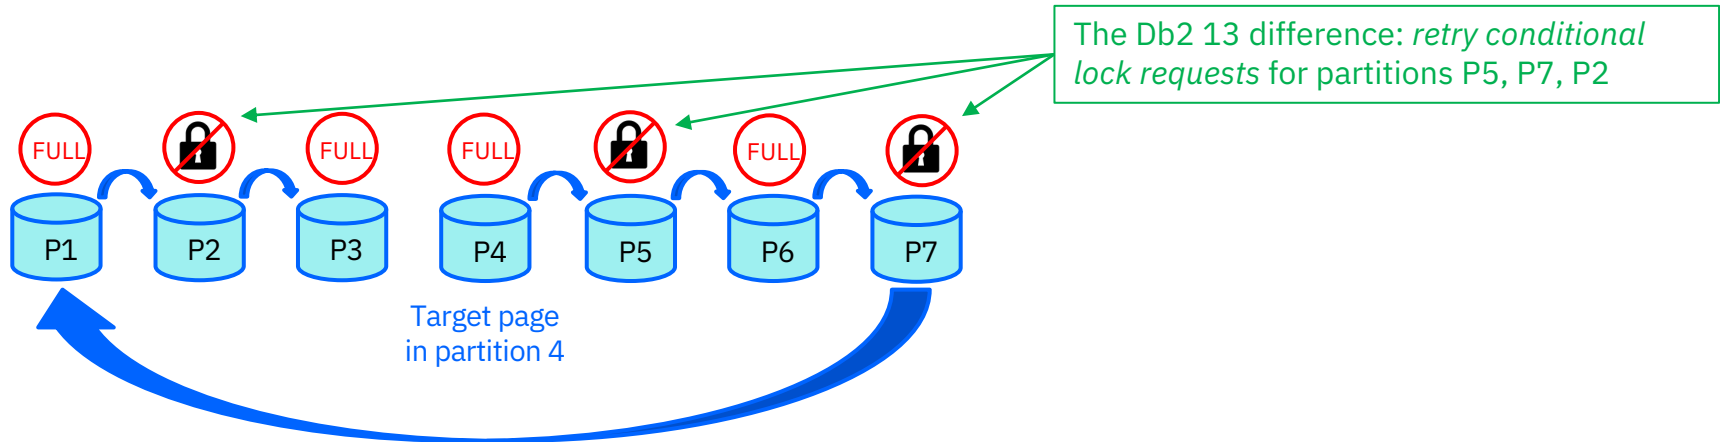 The Db2 13 difference: retry conditional
lock requests for partitions P5, P7, P2
FULL
FULL
FULL
FULL
P1
P2
P3
P4
P5
P6
P7
Target page
in partition 4